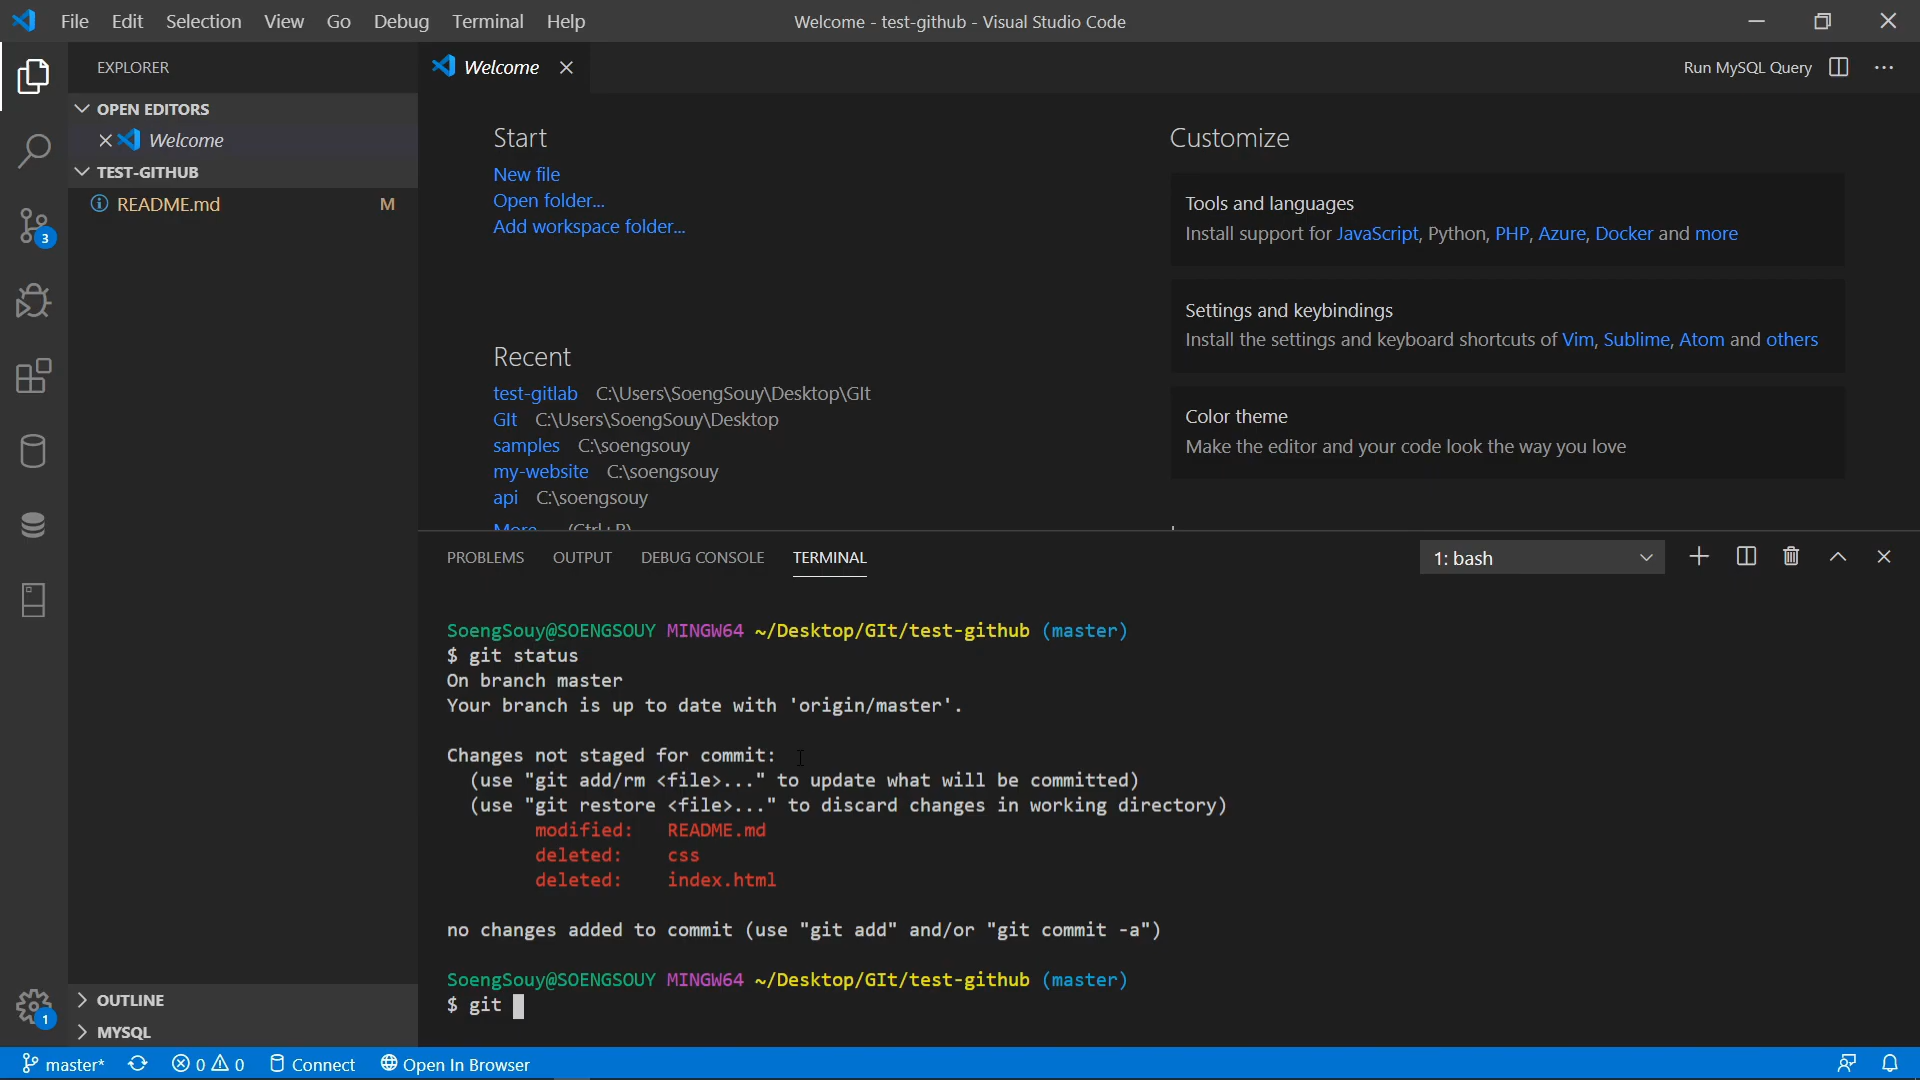 File Edit Selection View Go Debug Terminal Help
Welcome - test-github - Visual Studio Code
EXPLORER
OPEN EDITORS
Welcome
TEST-GITHUB
README.md M
3
1
OUTLINE
MYSQL
Welcome
Run MySQL Query
Start
New file
Open folder...
Add workspace folder...
Recent
test-gitlab C:\Users\SoengSouy\Desktop\GIt
GIt C:\Users\SoengSouy\Desktop
samples C:\soengsouy
my-website C:\soengsouy
api C:\soengsouy
More... (Ctrl+R)
Customize
Tools and languages
Install support for JavaScript, Python, PHP, Azure, Docker and more
Settings and keybindings
Install the settings and keyboard shortcuts of Vim, Sublime, Atom and others
Color theme
Make the editor and your code look the way you love
PROBLEMS OUTPUT DEBUG CONSOLE TERMINAL
1: bash
SoengSouy@SOENGSOUY MINGW64 ~/Desktop/GIt/test-github (master)
$ git status
On branch master
Your branch is up to date with 'origin/master'.
Changes not staged for commit:
(use "git add/rm <file>..." to update what will be committed)
(use "git restore <file>..." to discard changes in working directory)
modified: README.md
deleted: css
deleted: index.html
no changes added to commit (use "git add" and/or "git commit -a")
SoengSouy@SOENGSOUY MINGW64 ~/Desktop/GIt/test-github (master)
$ git
master* 0 0 Connect Open In Browser